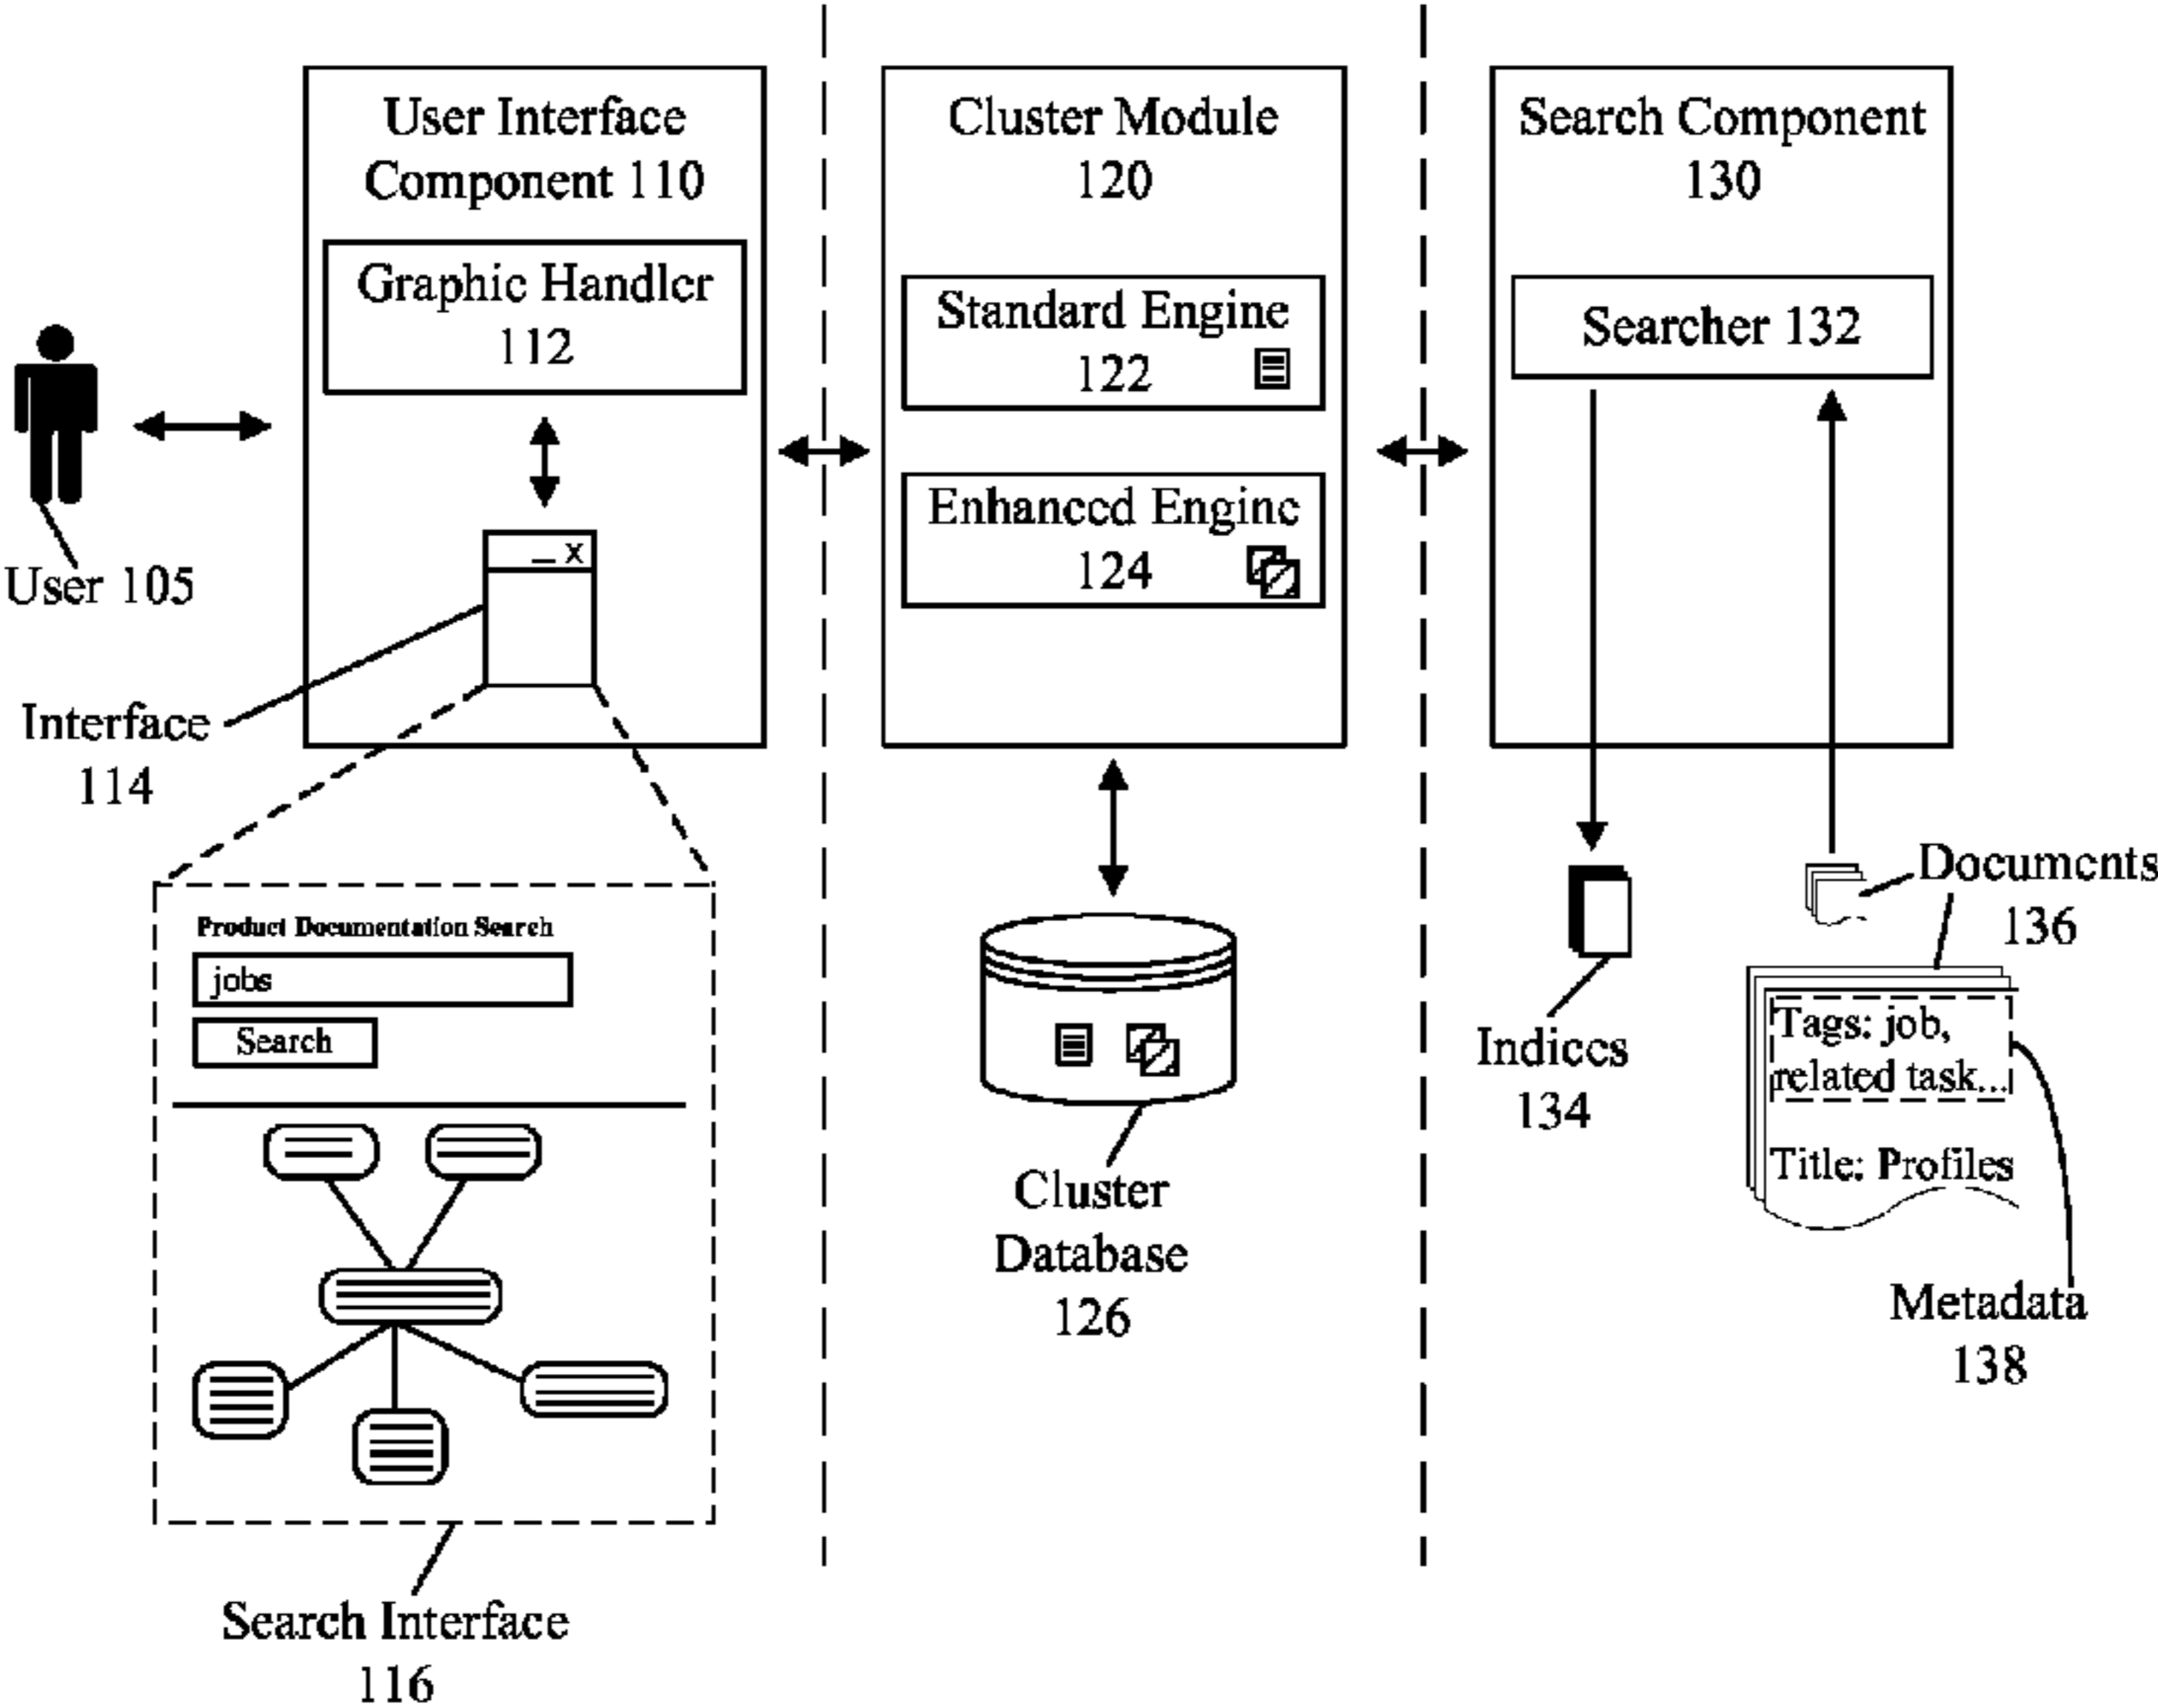 User Interface
Component 110
Graphic Handler
112
User 105
_ x
Interface
114
Product Documentation Search
jobs
Search
Search Interface
116
Cluster Module
120
Standard Engine
122
Enhanced Engine
124
Cluster
Database
126
Search Component
130
Searcher 132
Indices
134
Documents
136
Tags: job,
related task...
Title: Profiles
Metadata
138